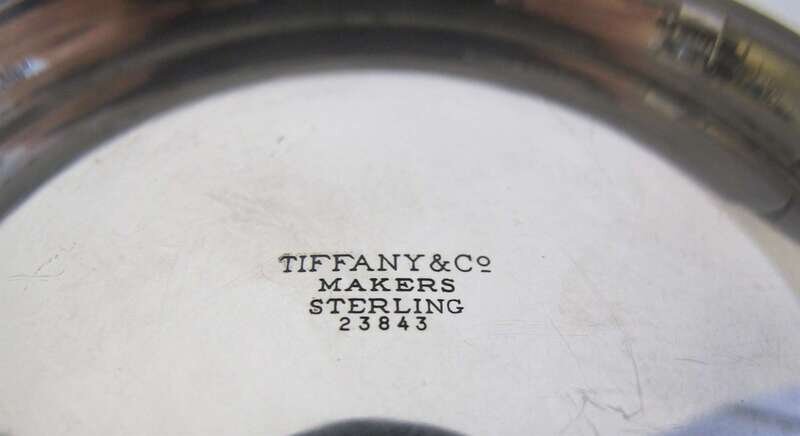 TIFFANY & Cº
MAKERS
STERLING
23843